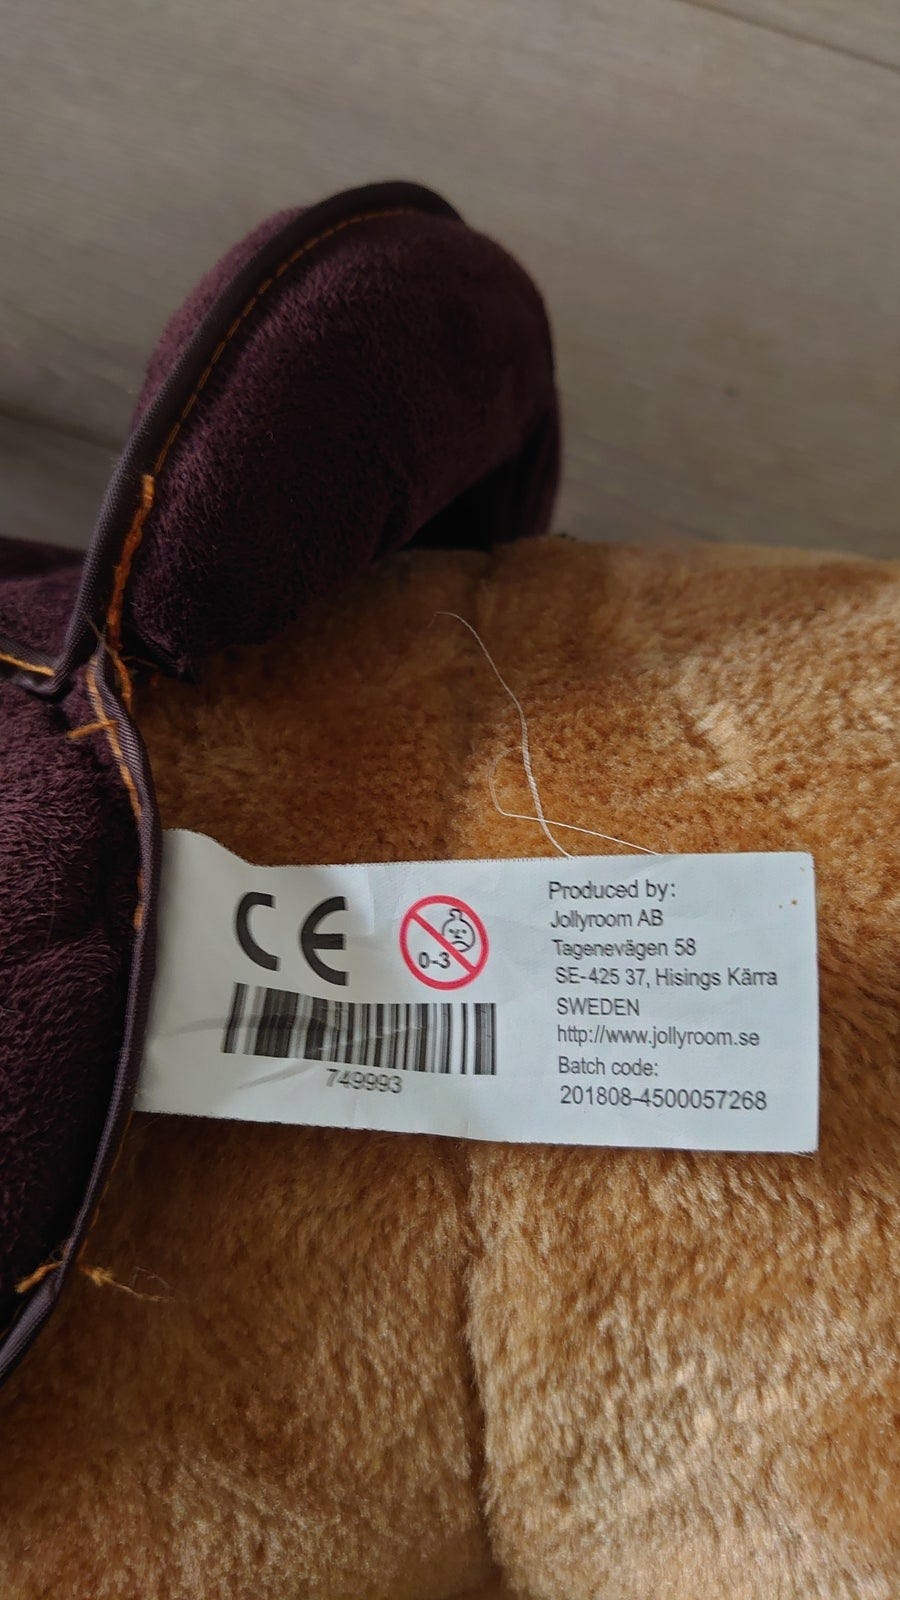 CE
0-3
749993
Produced by:
Jollyroom AB
Tagenevägen 58
SE-425 37, Hisings Kärra
SWEDEN
http://www.jollyroom.se
Batch code:
201808-4500057268